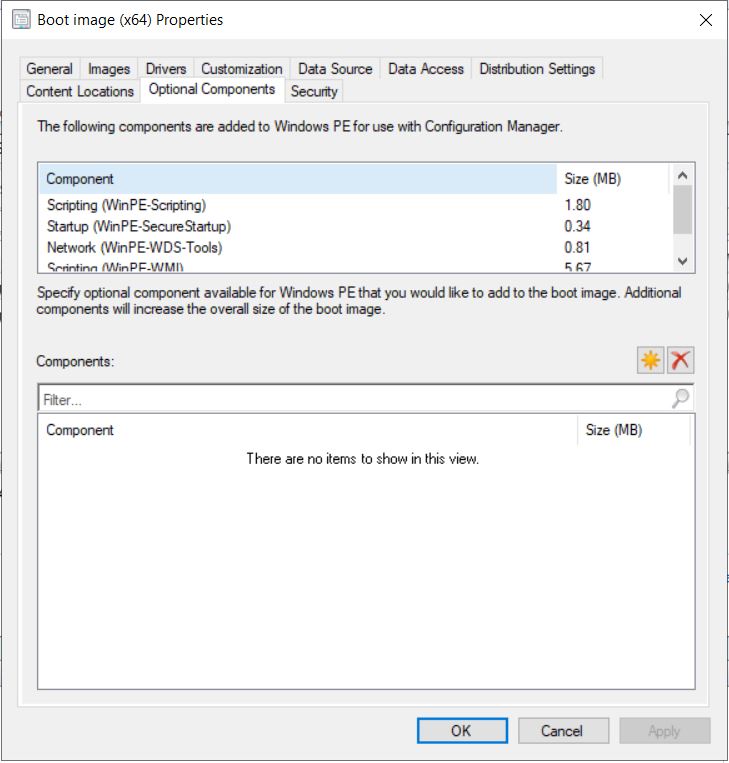 Boot image (x64) Properties
General Images Drivers Customization Data Source Data Access Distribution Settings
Content Locations Optional Components Security
The following components are added to Windows PE for use with Configuration Manager.
Component Size (MB)
Scripting (WinPE-Scripting) 1.80
Startup (WinPE-SecureStartup) 0.34
Network (WinPE-WDS-Tools) 0.81
Scripting (WinPE-WMI) 5.67
Specify optional component available for Windows PE that you would like to add to the boot image. Additional
components will increase the overall size of the boot image.
Components:
Filter...
Component Size (MB)
There are no items to show in this view.
OK Cancel Apply